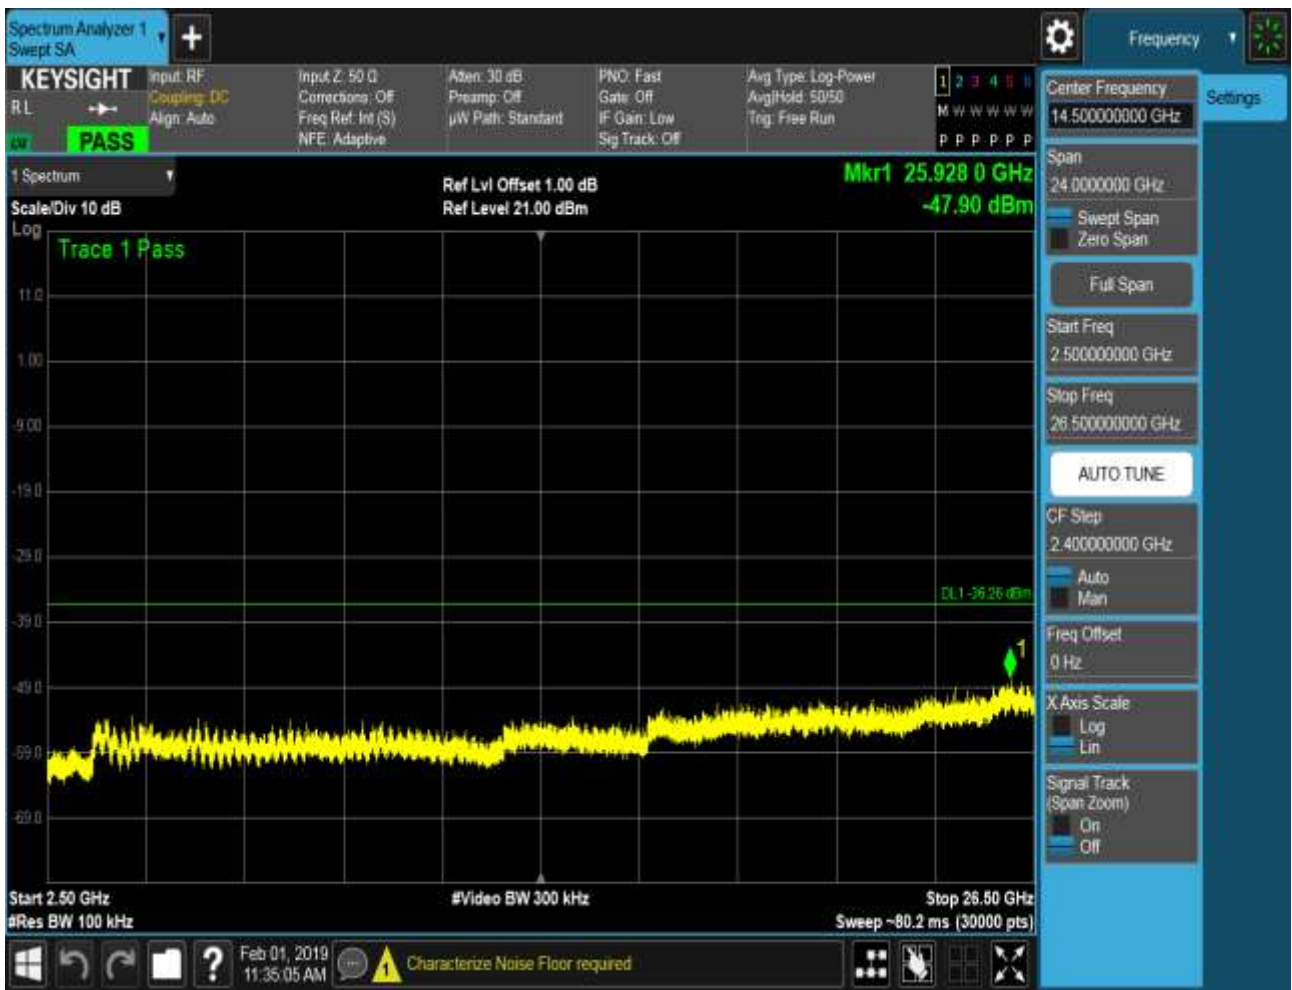 Spectrum Analyzer 1
Swept SA
+
Frequency
KEYSIGHT
RL
PASS
Input: RF
Coupling: DC
Align: Auto
Input Z: 50 Ω
Corrections: Off
Freq Ref: Int (S)
NFE: Adaptive
Atten: 30 dB
Preamp: Off
µW Path: Standard
PNO: Fast
Gate: Off
IF Gain: Low
Sig Track: Off
Avg Type: Log-Power
Avg|Hold: 50/50
Trig: Free Run
1 2 3 4 5 6
M W W W W W
P P P P P P
Center Frequency
14.500000000 GHz
Settings
Span
24.0000000 GHz
Swept Span
Zero Span
Full Span
Start Freq
2.500000000 GHz
Stop Freq
26.500000000 GHz
AUTO TUNE
CF Step
2.400000000 GHz
Auto
Man
Freq Offset
0 Hz
X Axis Scale
Log
Lin
Signal Track
(Span Zoom)
On
Off
1 Spectrum
Scale/Div 10 dB
Log
Ref Lvl Offset 1.00 dB
Ref Level 21.00 dBm
Mkr1 25.928 0 GHz
-47.90 dBm
Trace 1 Pass
11.0
1.00
-9.00
-19.0
-29.0
DL1 -36.26 dBm
-39.0
1
-49.0
-59.0
-69.0
Start 2.50 GHz
#Video BW 300 kHz
Stop 26.50 GHz
#Res BW 100 kHz
Sweep ~80.2 ms (30000 pts)
?
Feb 01, 2019
11:35:05 AM
1
Characterize Noise Floor required